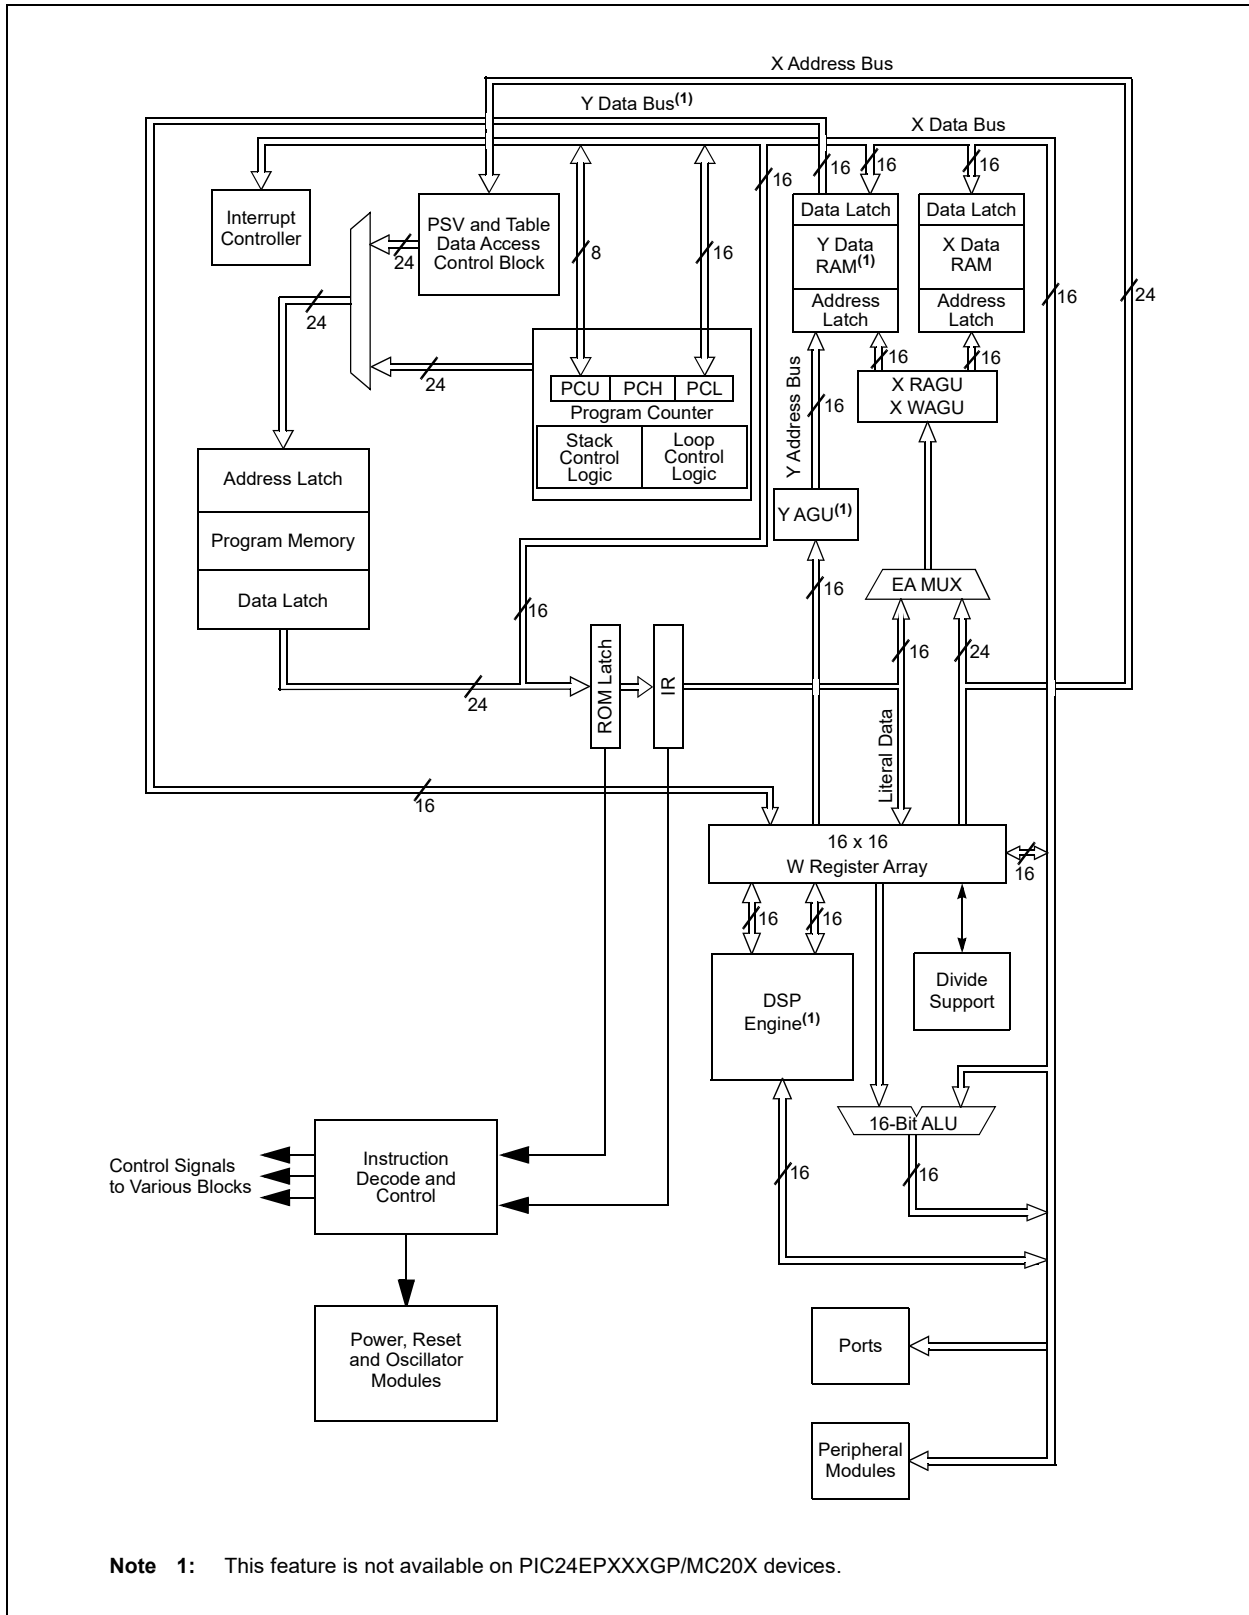 X Address Bus
Y Data Bus(1)
X Data Bus
16
16
16
16
Interrupt
Controller
PSV and Table
Data Access
Control Block
24
24
8
16
Data Latch
Y Data
RAM(1)
Address
Latch
Data Latch
X Data
RAM
Address
Latch
16
24
24
16
16
PCU
PCH
PCL
Program Counter
Stack
Control
Logic
Loop
Control
Logic
Y Address Bus
16
X RAGU
X WAGU
Address Latch
Program Memory
Data Latch
Y AGU(1)
16
EA MUX
16
16
24
24
ROM Latch
IR
Literal Data
16
16 x 16
W Register Array
16
16
16
DSP
Engine(1)
Divide
Support
16-Bit ALU
16
16
Control Signals
to Various Blocks
Instruction
Decode and
Control
Power, Reset
and Oscillator
Modules
Ports
Peripheral
Modules
Note 1: This feature is not available on PIC24EPXXXGP/MC20X devices.